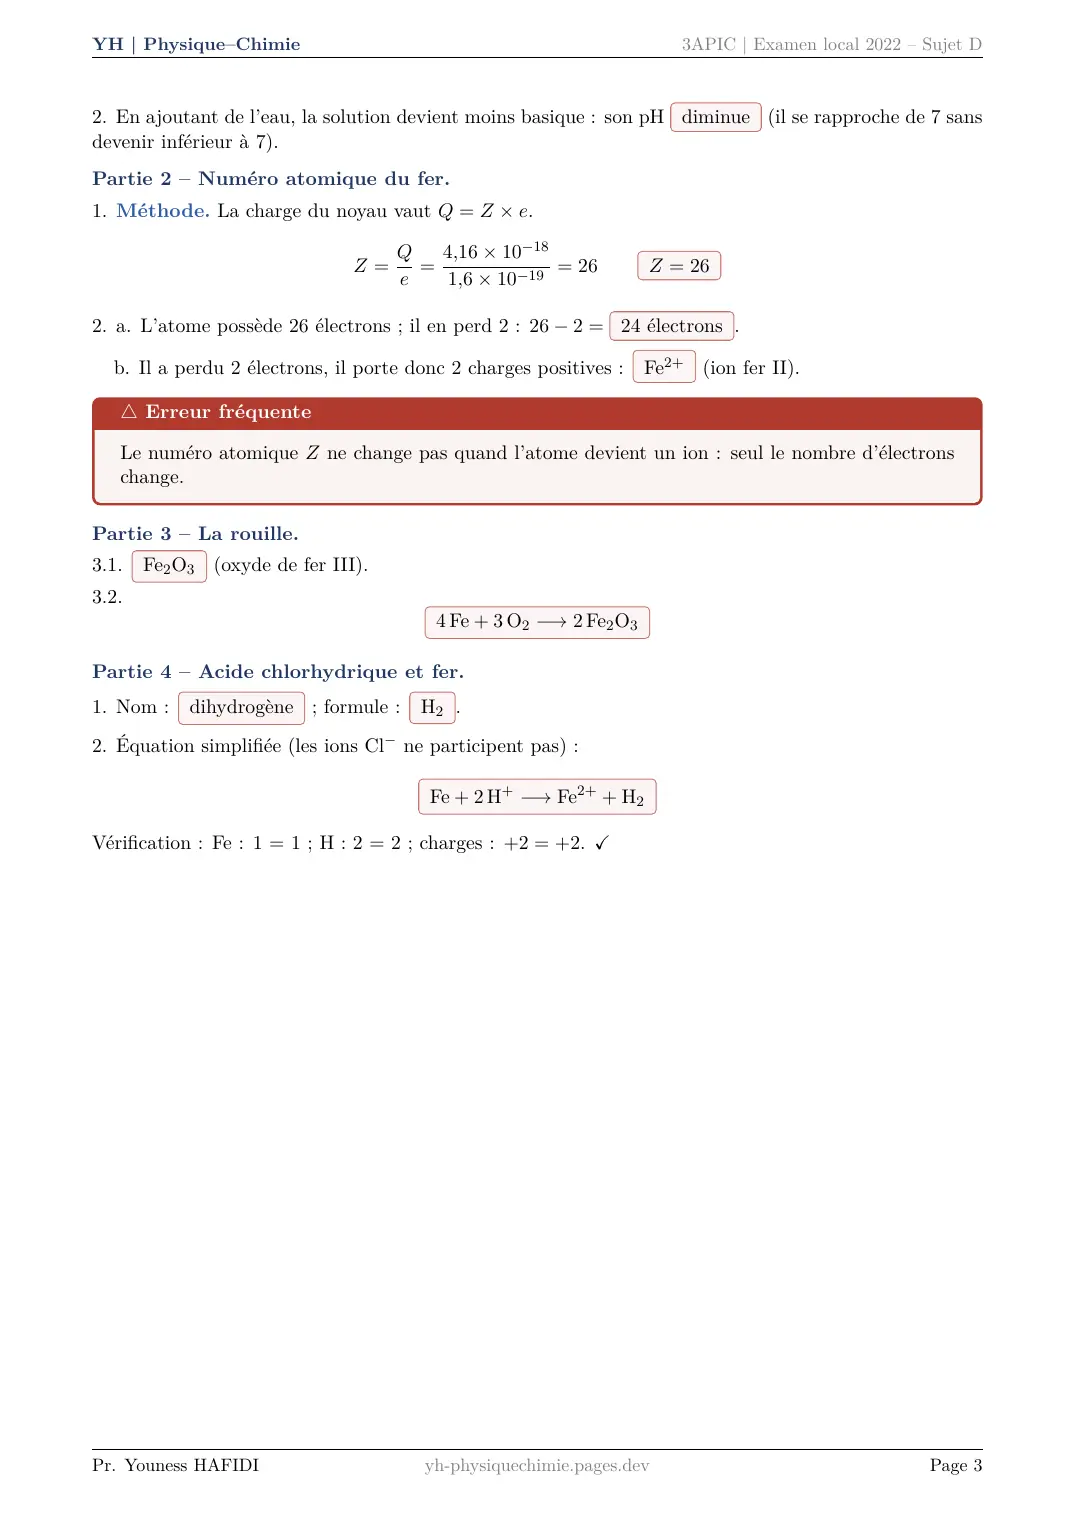 YH | Physique–Chimie 3APIC | Examen local 2022 – Sujet D
2. En ajoutant de l'eau, la solution devient moins basique : son pH diminue (il se rapproche de 7 sans
devenir inférieur à 7).
Partie 2 – Numéro atomique du fer.
1. Méthode. La charge du noyau vaut Q = Z × e.
Z = Q/e = 4,16 × 10⁻¹⁸ / 1,6 × 10⁻¹⁹ = 26 Z = 26
2. a. L'atome possède 26 électrons ; il en perd 2 : 26 − 2 = 24 électrons .
b. Il a perdu 2 électrons, il porte donc 2 charges positives : Fe²⁺ (ion fer II).
△ Erreur fréquente
Le numéro atomique Z ne change pas quand l'atome devient un ion : seul le nombre d'électrons
change.
Partie 3 – La rouille.
3.1. Fe₂O₃ (oxyde de fer III).
3.2.
4 Fe + 3 O₂ ⟶ 2 Fe₂O₃
Partie 4 – Acide chlorhydrique et fer.
1. Nom : dihydrogène ; formule : H₂ .
2. Équation simplifiée (les ions Cl⁻ ne participent pas) :
Fe + 2 H⁺ ⟶ Fe²⁺ + H₂
Vérification : Fe : 1 = 1 ; H : 2 = 2 ; charges : +2 = +2. ✓
Pr. Youness HAFIDI yh-physiquechimie.pages.dev Page 3